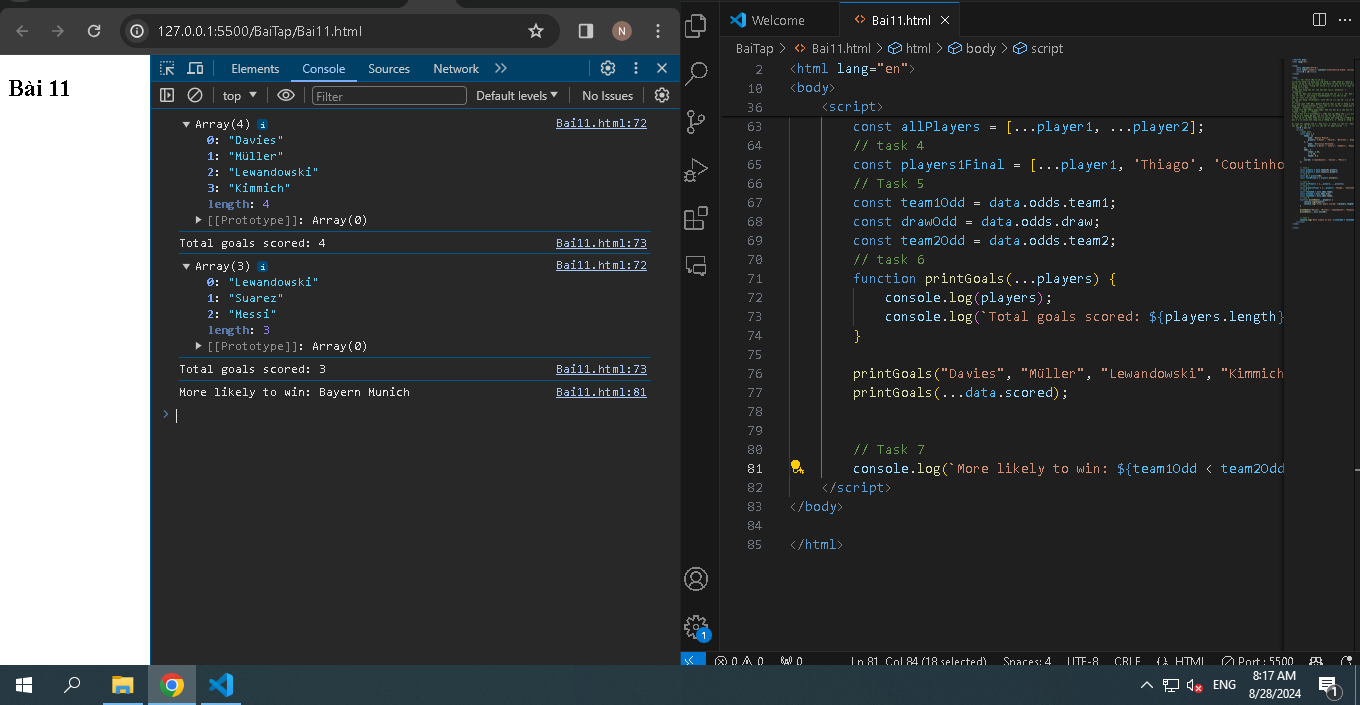 127.0.0.1:5500/BaiTap/Bai11.html
N
Bài 11
Elements Console Sources Network
top Filter Default levels No Issues
Array(4) i Bai11.html:72
0: "Davies"
1: "Müller"
2: "Lewandowski"
3: "Kimmich"
length: 4
[[Prototype]]: Array(0)
Total goals scored: 4 Bai11.html:73
Array(3) i Bai11.html:72
0: "Lewandowski"
1: "Suarez"
2: "Messi"
length: 3
[[Prototype]]: Array(0)
Total goals scored: 3 Bai11.html:73
More likely to win: Bayern Munich Bai11.html:81
Welcome Bai11.html
BaiTap > Bai11.html > html > body > script
2 <html lang="en">
10 <body>
36 <script>
63 const allPlayers = [...player1, ...player2];
64 // task 4
65 const players1Final = [...player1, 'Thiago', 'Coutinho
66 // Task 5
67 const team1Odd = data.odds.team1;
68 const drawOdd = data.odds.draw;
69 const team2Odd = data.odds.team2;
70 // task 6
71 function printGoals(...players) {
72 console.log(players);
73 console.log(`Total goals scored: ${players.length}
74 }
75
76 printGoals("Davies", "Müller", "Lewandowski", "Kimmich
77 printGoals(...data.scored);
78
79
80 // Task 7
81 console.log(`More likely to win: ${team1Odd < team2Odd
82 </script>
83 </body>
84
85 </html>
1
0 0 0 Ln 81, Col 84 (18 selected) Spaces: 4 UTF-8 CRLF HTML Port : 5500
ENG 8:17 AM
8/28/2024
1